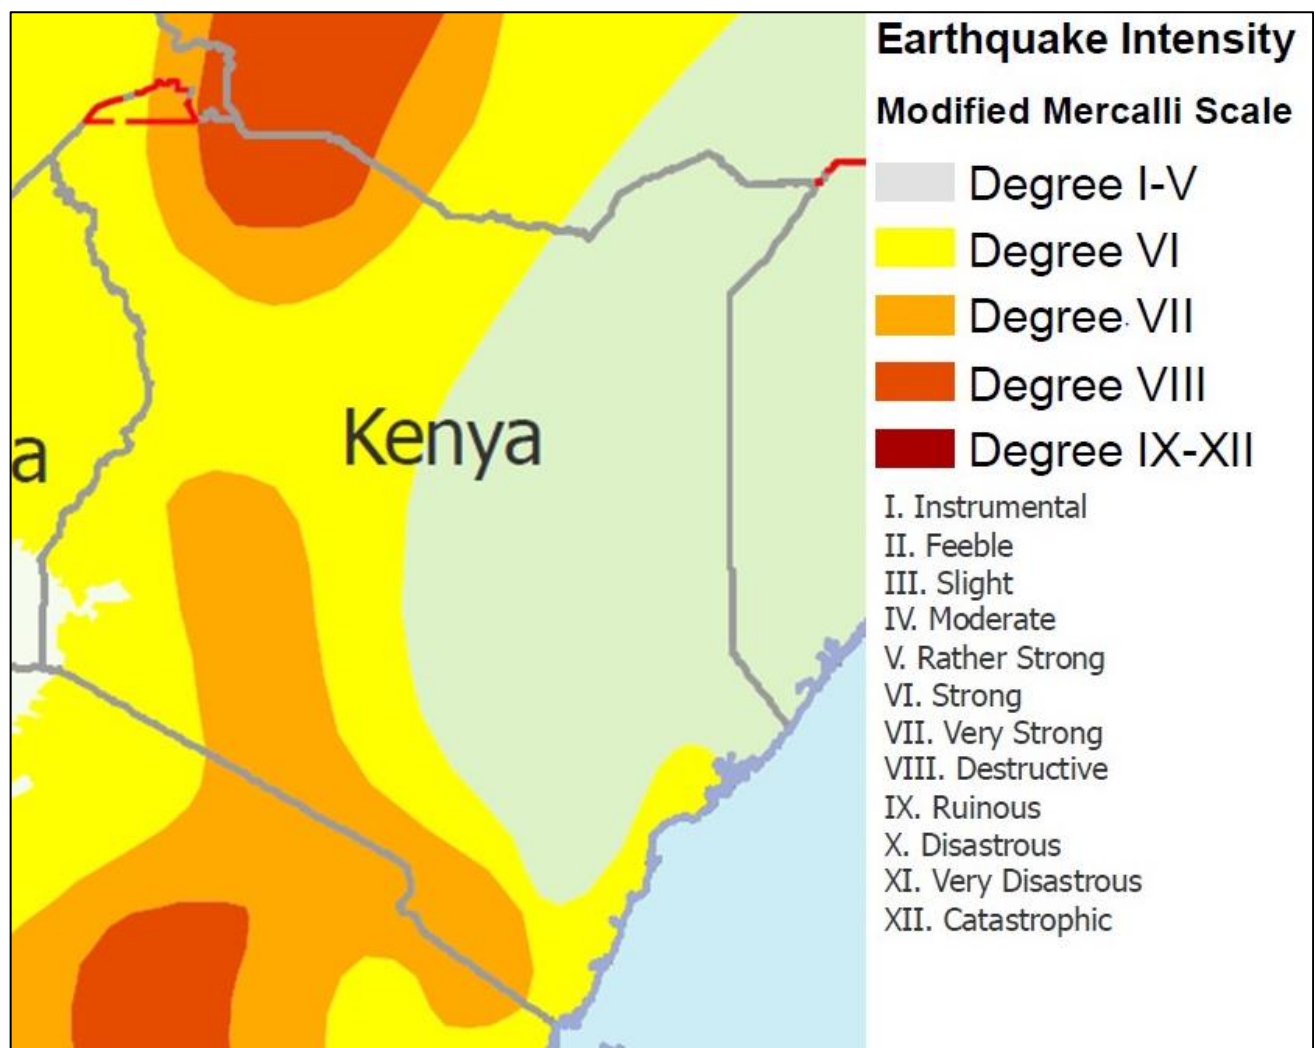 Earthquake Intensity
Modified Mercalli Scale
Degree I-V
Degree VI
Degree VII
Degree VIII
Degree IX-XII
I. Instrumental
II. Feeble
III. Slight
IV. Moderate
V. Rather Strong
VI. Strong
VII. Very Strong
VIII. Destructive
IX. Ruinous
X. Disastrous
XI. Very Disastrous
XII. Catastrophic
Kenya
a